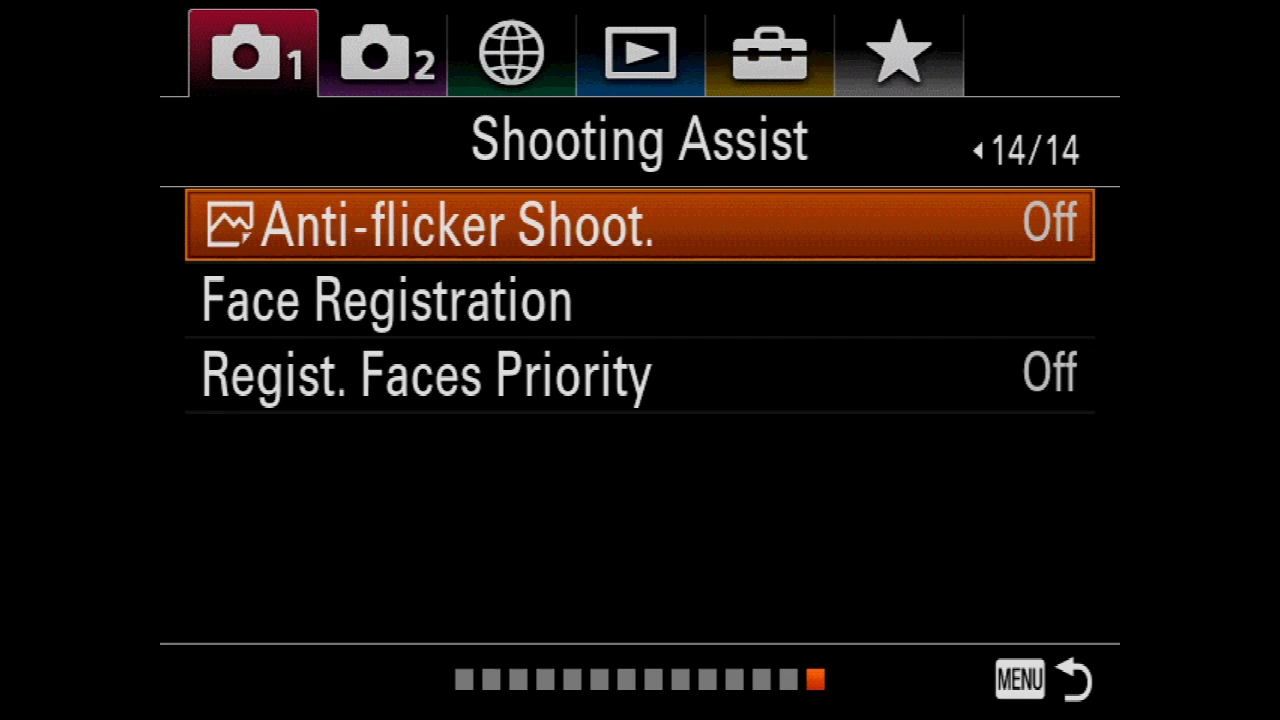 1 2
Shooting Assist 14/14
Anti-flicker Shoot. Off
Face Registration
Regist. Faces Priority Off
MENU